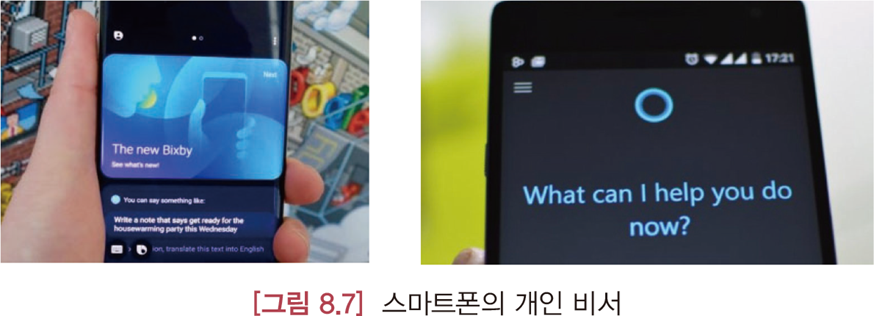 Next
The new Bixby
See what's new!
You can say something like:
Write a note that says get ready for the
housewarming party this Wednesday
ion, translate this text into English
17:21
What can I help you do
now?
[그림 8.7] 스마트폰의 개인 비서